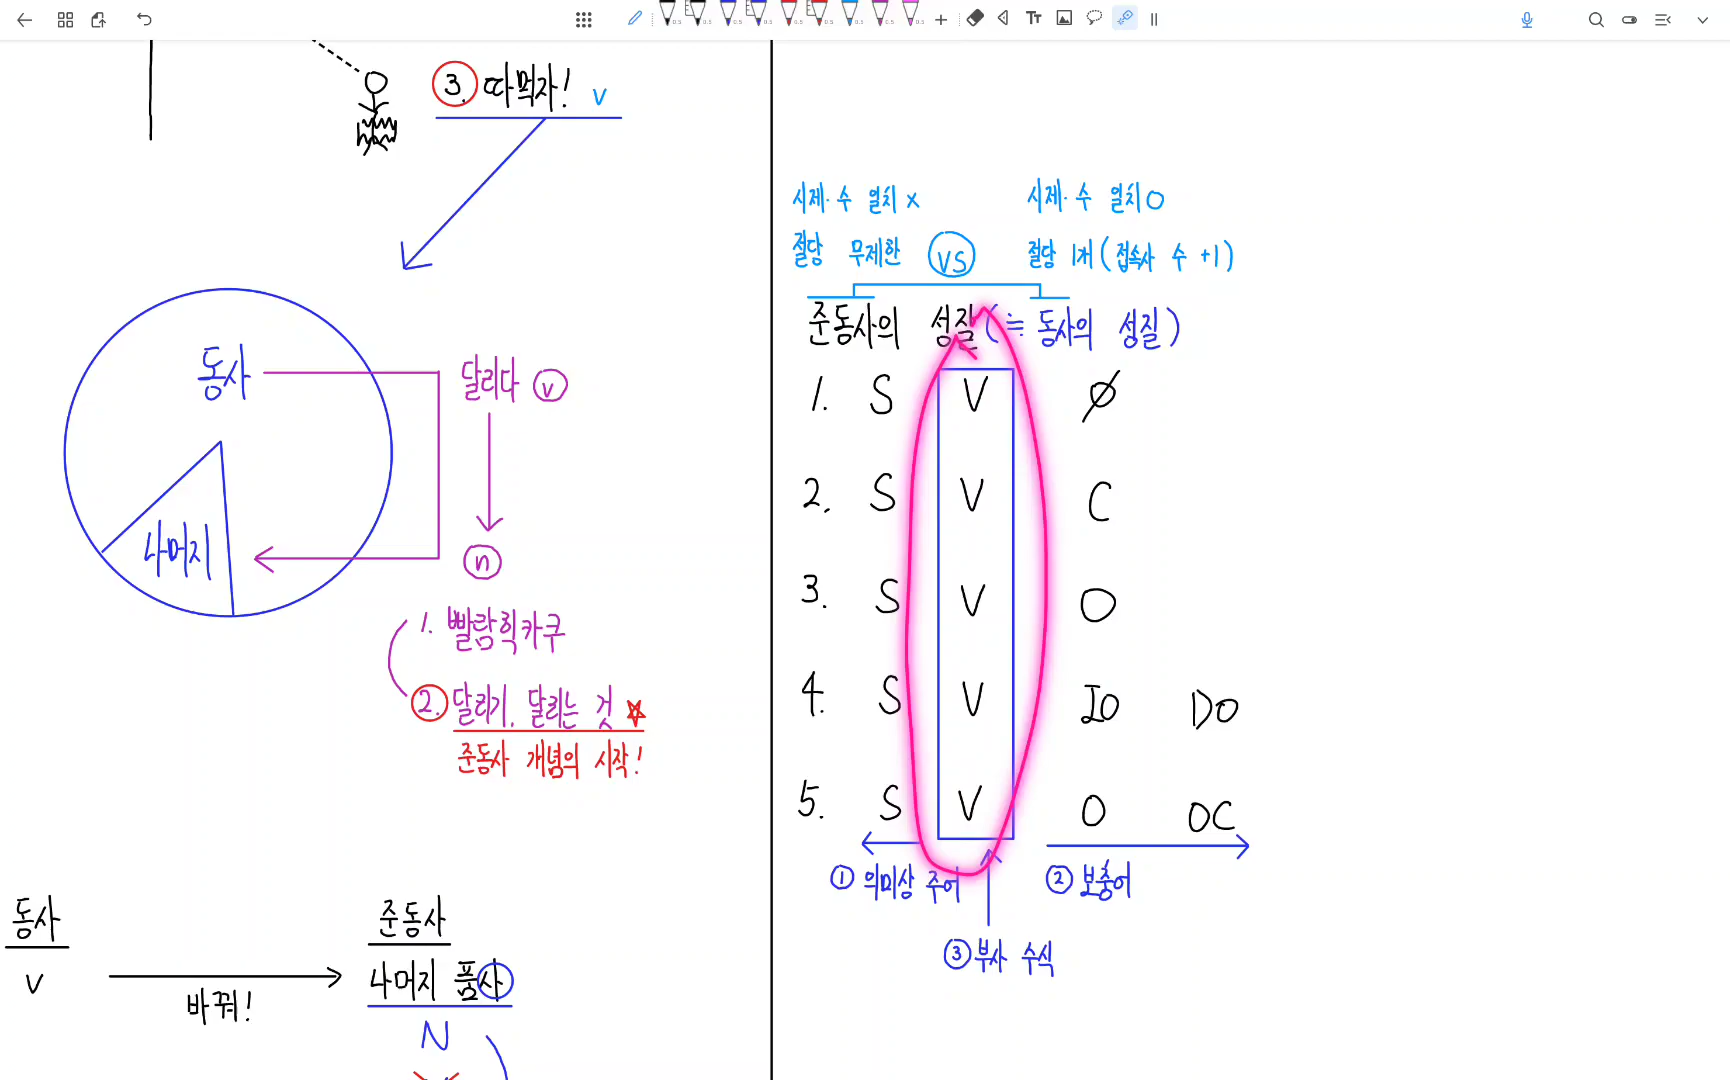 3. 따먹자! v
동사
달리다 v
나머지
n
1. 빨람힉카쿠
2. 달리기, 달리는 것
준동사 개념의 시작!
동사
v
바꿔!
준동사
나머지 품사
N
시제·수 일치 x
시제·수 일치 O
절당 무제한
VS
절당 1개 (접속사 수 +1)
준동사의 성질 (≒ 동사의 성질)
1. S V Ø
2. S V C
3. S V O
4. S V IO DO
5. S V O OC
① 의미상 주어
② 보충어
③ 부사 수식